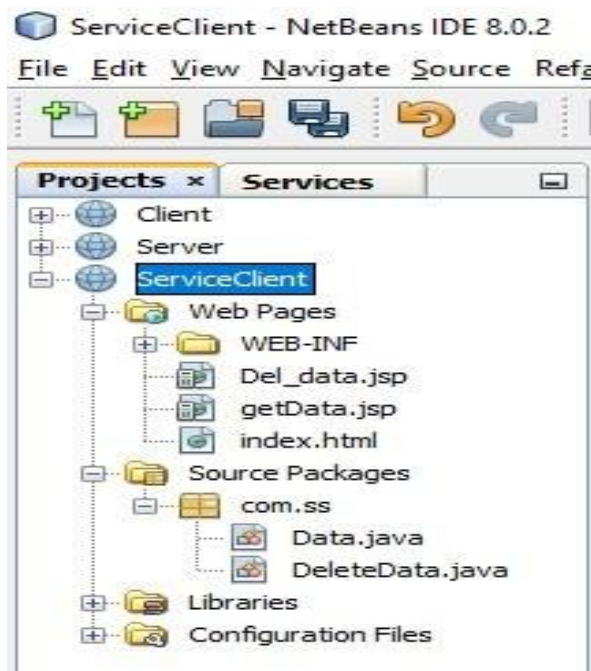 ServiceClient - NetBeans IDE 8.0.2
File Edit View Navigate Source Refa
Projects × Services
Client
Server
ServiceClient
Web Pages
WEB-INF
Del_data.jsp
getData.jsp
index.html
Source Packages
com.ss
Data.java
DeleteData.java
Libraries
Configuration Files